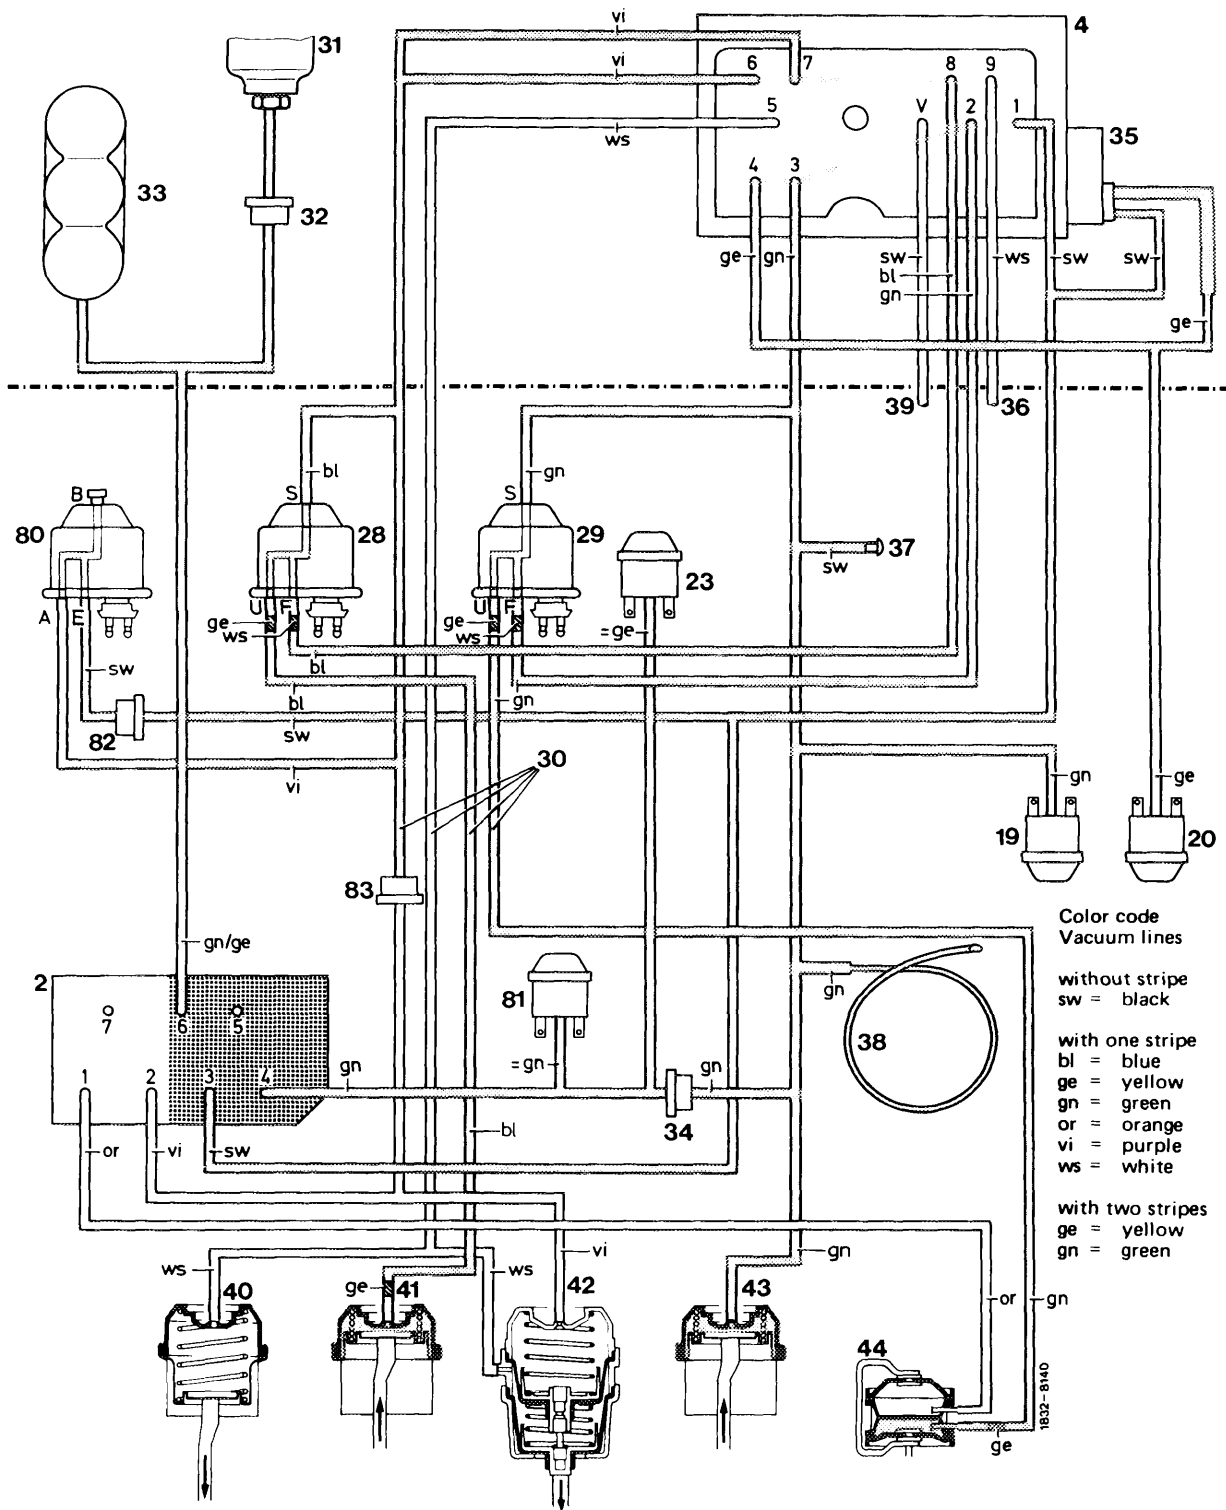 vi
4
31
vi
6
7
8
9
5
V
2
1
35
ws
33
4
3
32
ge
gn
sw
bl
gn
ws
sw
sw
ge
39
36
bl
gn
B
S
S
80
28
29
37
sw
23
A
E
U
F
U
F
ge
ws
ge
ws
=ge
sw
bl
bl
gn
82
sw
30
vi
gn
ge
19
20
83
Color code
Vacuum lines
without stripe
sw = black
with one stripe
bl = blue
ge = yellow
gn = green
or = orange
vi = purple
ws = white
with two stripes
ge = yellow
gn = green
gn/ge
2
81
7
6
5
gn
38
=gn
1
2
3
4
gn
gn
34
or
vi
sw
bl
ws
ws
vi
gn
40
ge
41
42
43
or
gn
44
ge
1832-8140